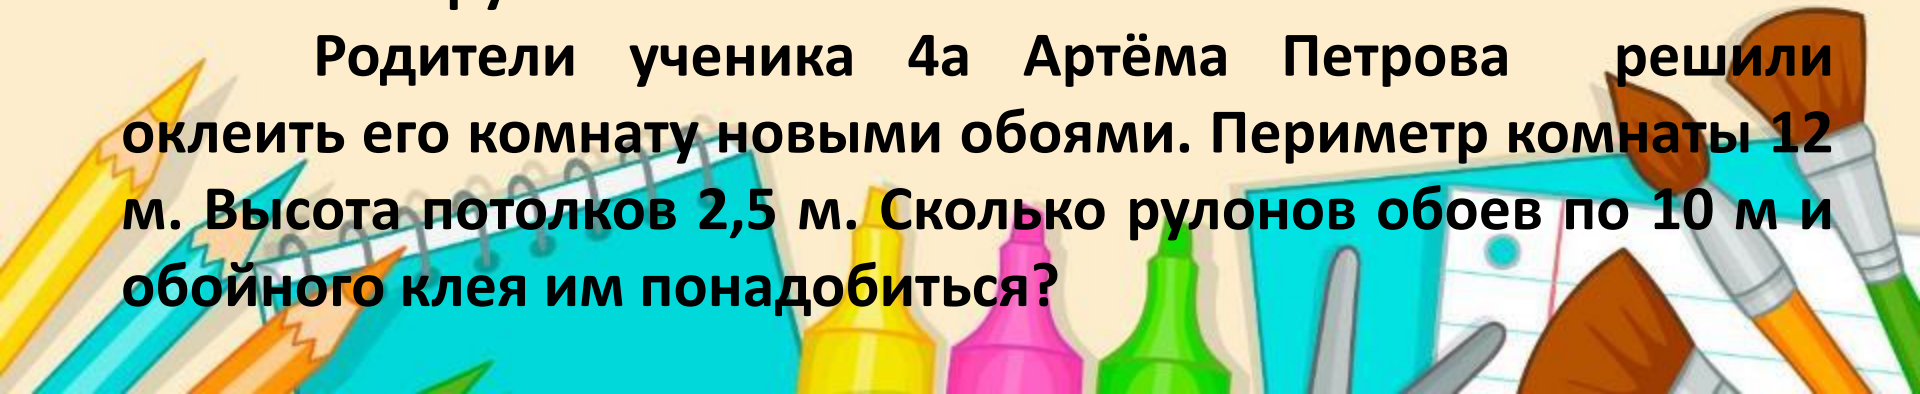 Родители ученика 4а Артёма Петрова решили
оклеить его комнату новыми обоями. Периметр комнаты 12
м. Высота потолков 2,5 м. Сколько рулонов обоев по 10 м и
обойного клея им понадобиться?